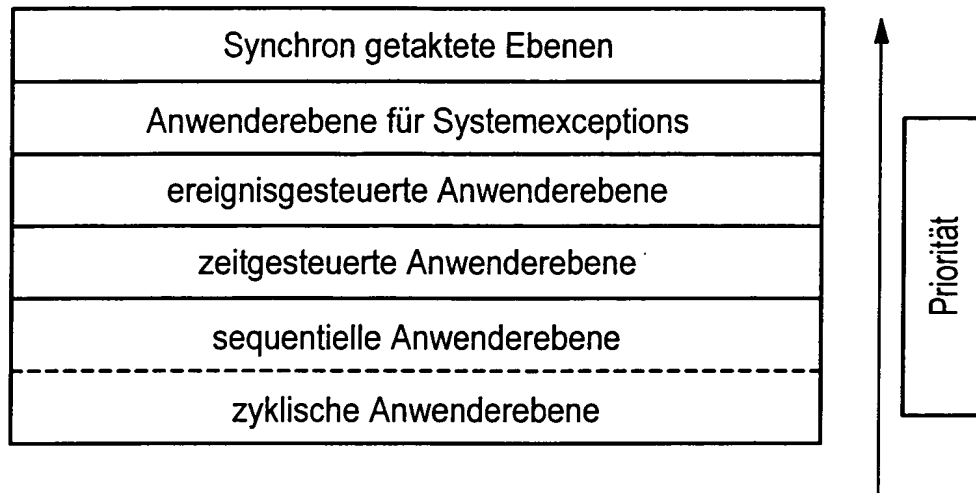 Synchron getaktete Ebenen
Anwenderebene für Systemexceptions
ereignisgesteuerte Anwenderebene
zeitgesteuerte Anwenderebene
sequentielle Anwenderebene
zyklische Anwenderebene
Priorität